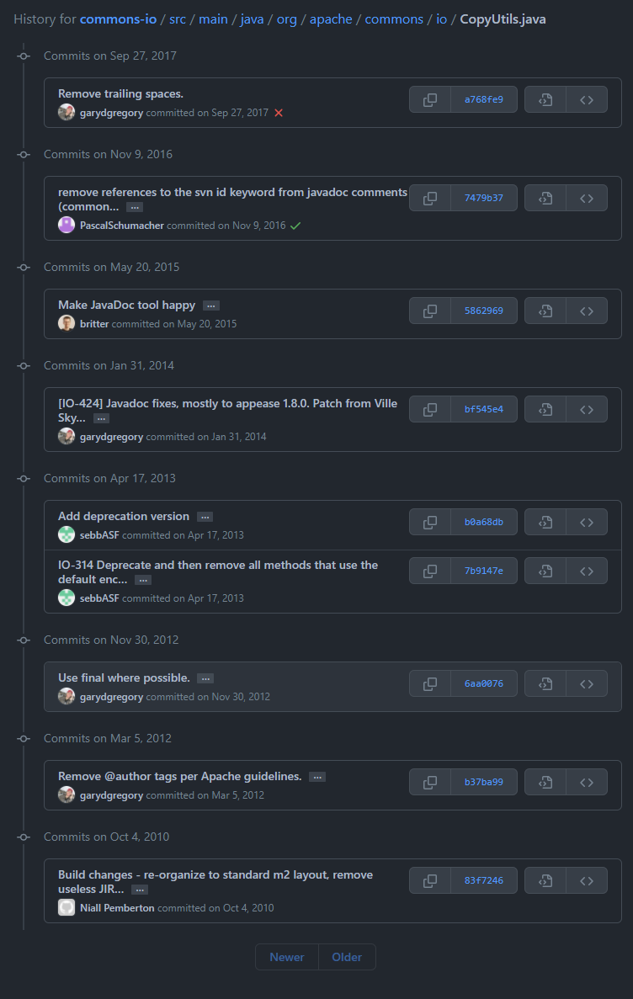 History for commons-io / src / main / java / org / apache / commons / io / CopyUtils.java
Commits on Sep 27, 2017
Remove trailing spaces.
a768fe9
garydgregory committed on Sep 27, 2017
Commits on Nov 9, 2016
remove references to the svn id keyword from javadoc comments
(common... ...
7479b37
PascalSchumacher committed on Nov 9, 2016
Commits on May 20, 2015
Make JavaDoc tool happy ...
5862969
britter committed on May 20, 2015
Commits on Jan 31, 2014
[IO-424] Javadoc fixes, mostly to appease 1.8.0. Patch from Ville
Sky... ...
bf545e4
garydgregory committed on Jan 31, 2014
Commits on Apr 17, 2013
Add deprecation version ...
b0a68db
sebbASF committed on Apr 17, 2013
IO-314 Deprecate and then remove all methods that use the
default enc... ...
7b9147e
sebbASF committed on Apr 17, 2013
Commits on Nov 30, 2012
Use final where possible. ...
6aa0076
garydgregory committed on Nov 30, 2012
Commits on Mar 5, 2012
Remove @author tags per Apache guidelines. ...
b37ba99
garydgregory committed on Mar 5, 2012
Commits on Oct 4, 2010
Build changes - re-organize to standard m2 layout, remove
useless JIR... ...
83f7246
Niall Pemberton committed on Oct 4, 2010
Newer Older